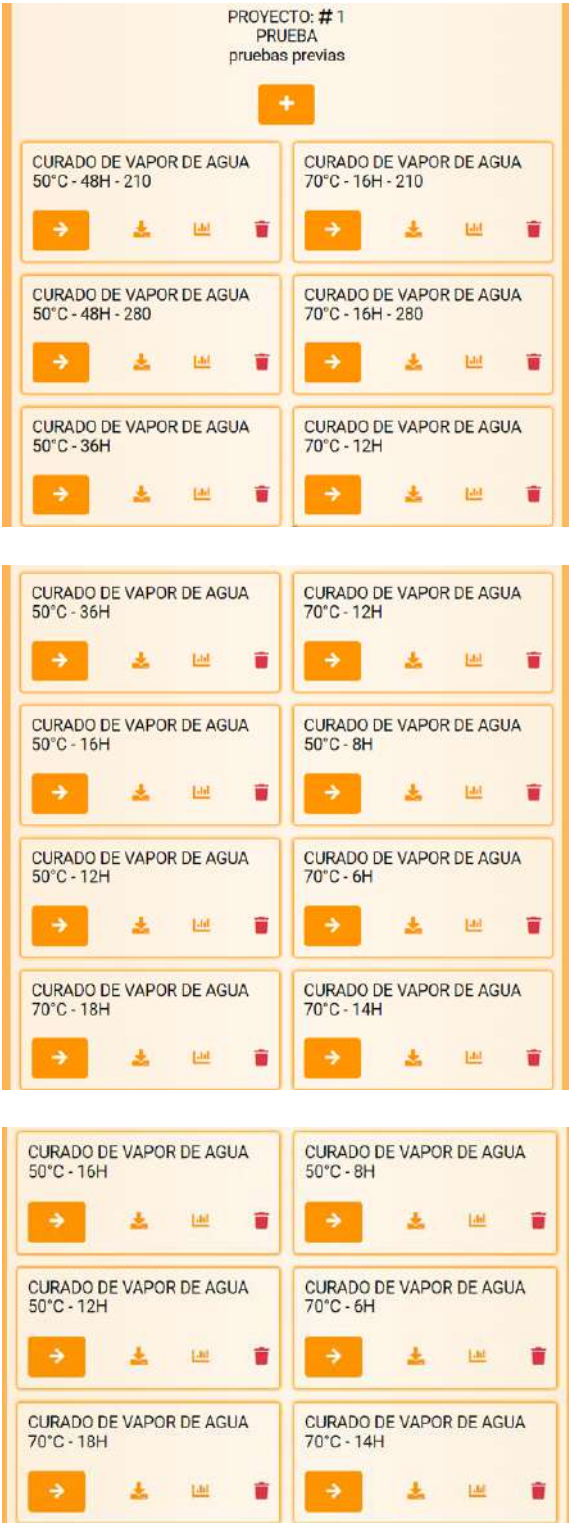 PROYECTO: # 1
PRUEBA
pruebas previas
CURADO DE VAPOR DE AGUA
50°C - 48H - 210
CURADO DE VAPOR DE AGUA
70°C - 16H - 210
CURADO DE VAPOR DE AGUA
50°C - 48H - 280
CURADO DE VAPOR DE AGUA
70°C - 16H - 280
CURADO DE VAPOR DE AGUA
50°C - 36H
CURADO DE VAPOR DE AGUA
70°C - 12H
CURADO DE VAPOR DE AGUA
50°C - 36H
CURADO DE VAPOR DE AGUA
70°C - 12H
CURADO DE VAPOR DE AGUA
50°C - 16H
CURADO DE VAPOR DE AGUA
50°C - 8H
CURADO DE VAPOR DE AGUA
50°C - 12H
CURADO DE VAPOR DE AGUA
70°C - 6H
CURADO DE VAPOR DE AGUA
70°C - 18H
CURADO DE VAPOR DE AGUA
70°C - 14H
CURADO DE VAPOR DE AGUA
50°C - 16H
CURADO DE VAPOR DE AGUA
50°C - 8H
CURADO DE VAPOR DE AGUA
50°C - 12H
CURADO DE VAPOR DE AGUA
70°C - 6H
CURADO DE VAPOR DE AGUA
70°C - 18H
CURADO DE VAPOR DE AGUA
70°C - 14H